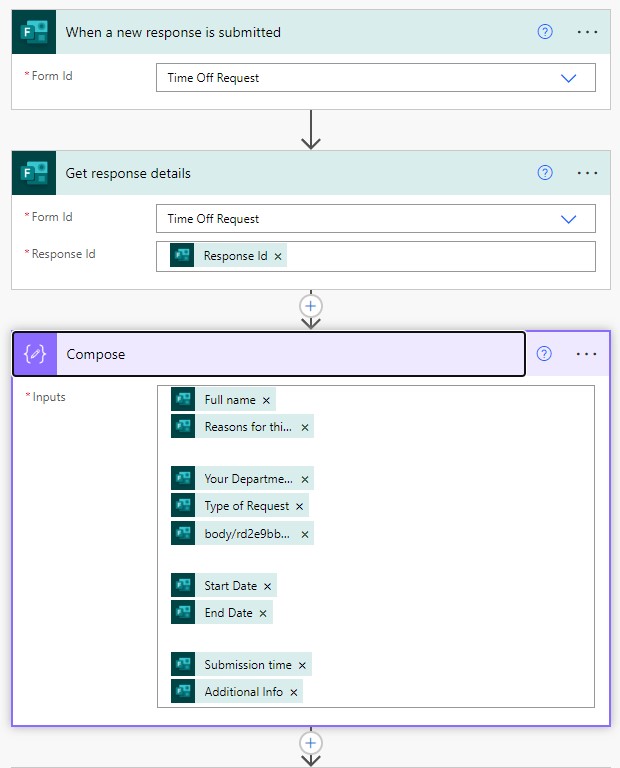 F When a new response is submitted ? ...
* Form Id Time Off Request
F Get response details ? ...
* Form Id Time Off Request
* Response Id Response Id ×
+
Compose ? ...
* Inputs Full name ×
Reasons for thi... ×
Your Departme... ×
Type of Request ×
body/rd2e9bb... ×
Start Date ×
End Date ×
Submission time ×
Additional Info ×
+